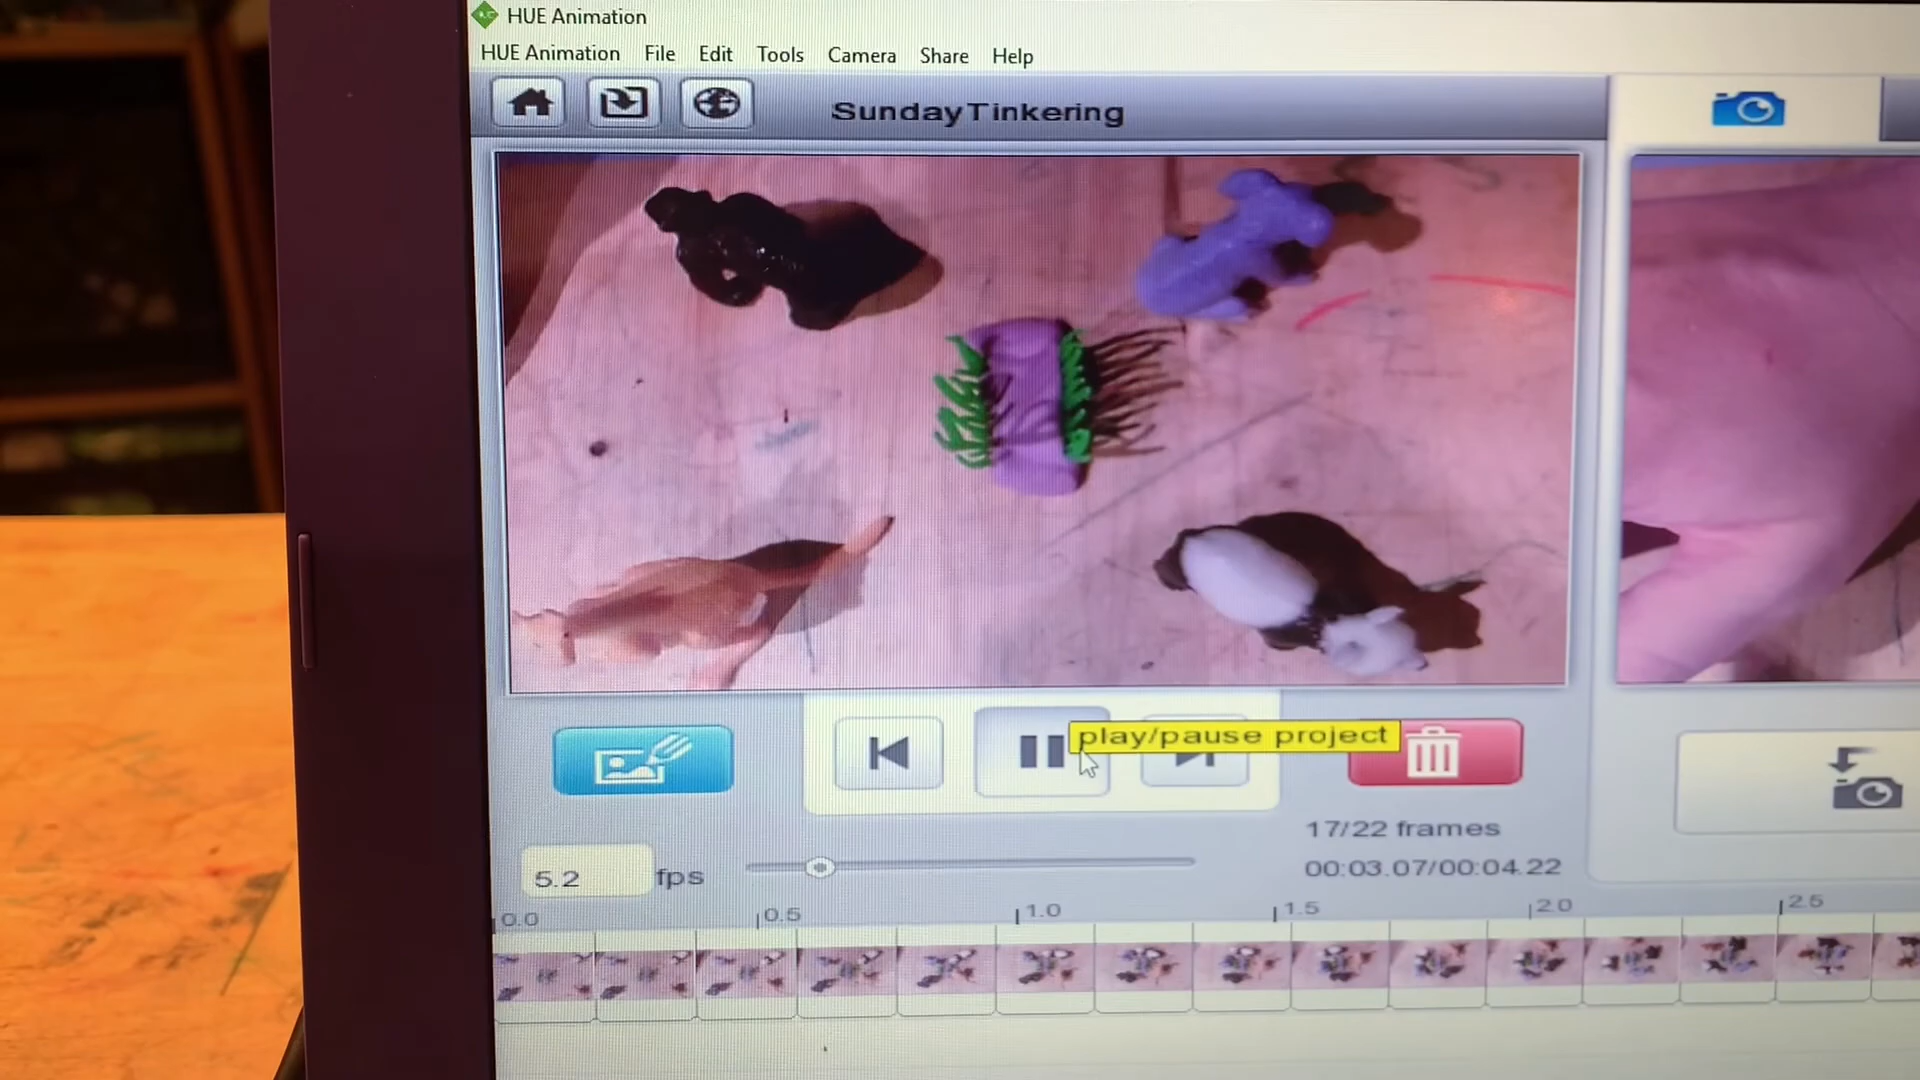 HUE Animation
HUE Animation File Edit Tools Camera Share Help
SundayTinkering
play/pause project
17/22 frames
5.2 fps
00:03.07/00:04.22
0.0 0.5 1.0 1.5 2.0 2.5